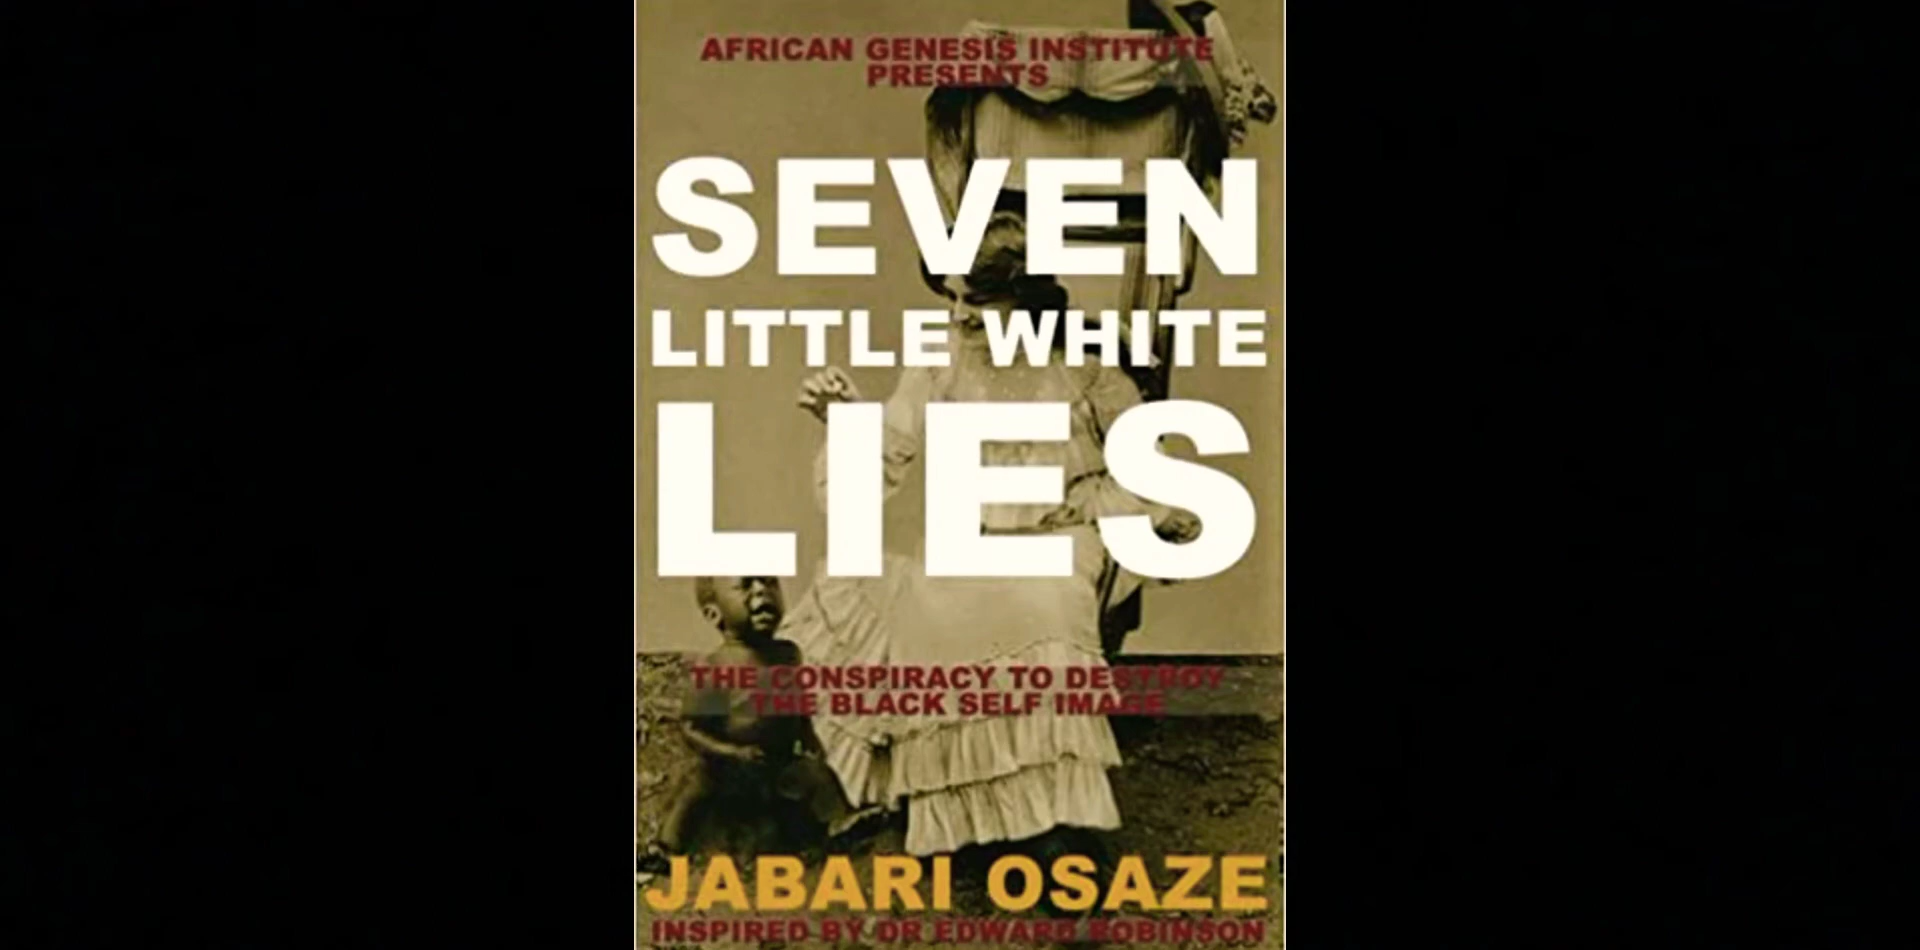 AFRICAN GENESIS INSTITUTE
PRESENTS
SEVEN
LITTLE WHITE
LIES
THE CONSPIRACY TO DESTROY
THE BLACK SELF IMAGE
JABARI OSAZE
INSPIRED BY DR EDWARD ROBINSON